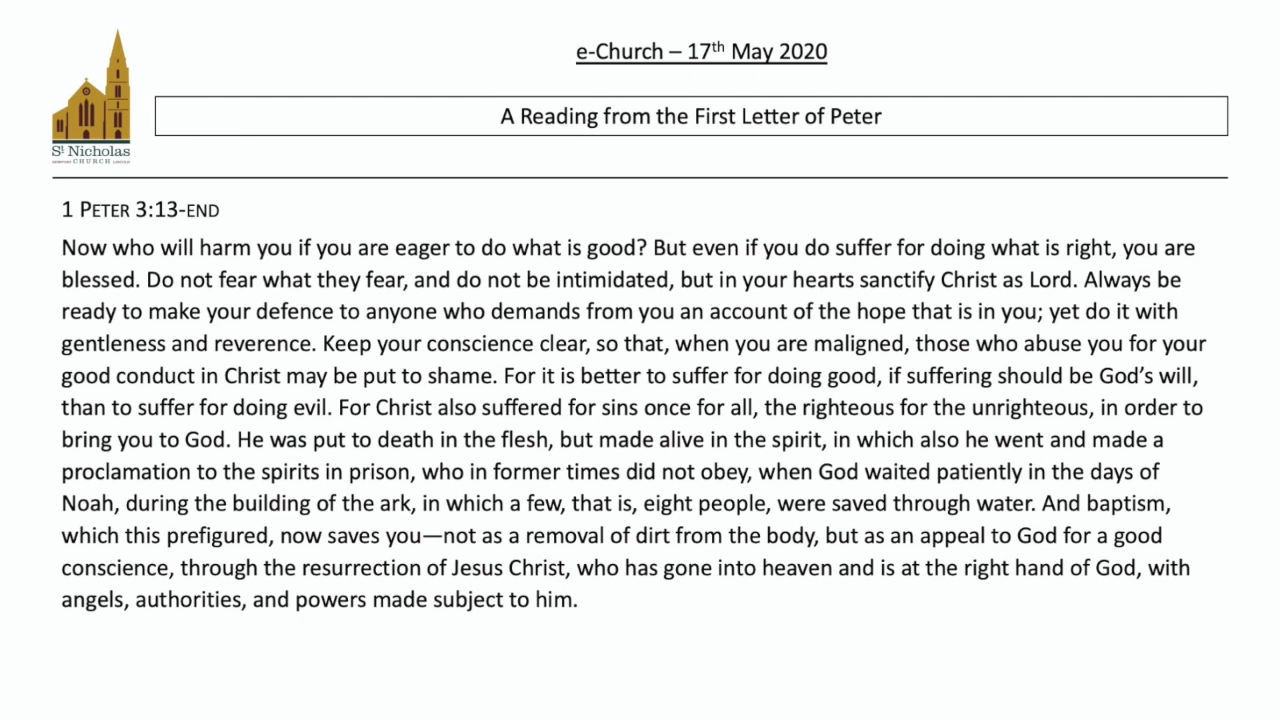 e-Church – 17th May 2020
A Reading from the First Letter of Peter
St Nicholas
NEWPORT CHURCH LINCOLN
1 PETER 3:13-END
Now who will harm you if you are eager to do what is good? But even if you do suffer for doing what is right, you are
blessed. Do not fear what they fear, and do not be intimidated, but in your hearts sanctify Christ as Lord. Always be
ready to make your defence to anyone who demands from you an account of the hope that is in you; yet do it with
gentleness and reverence. Keep your conscience clear, so that, when you are maligned, those who abuse you for your
good conduct in Christ may be put to shame. For it is better to suffer for doing good, if suffering should be God’s will,
than to suffer for doing evil. For Christ also suffered for sins once for all, the righteous for the unrighteous, in order to
bring you to God. He was put to death in the flesh, but made alive in the spirit, in which also he went and made a
proclamation to the spirits in prison, who in former times did not obey, when God waited patiently in the days of
Noah, during the building of the ark, in which a few, that is, eight people, were saved through water. And baptism,
which this prefigured, now saves you—not as a removal of dirt from the body, but as an appeal to God for a good
conscience, through the resurrection of Jesus Christ, who has gone into heaven and is at the right hand of God, with
angels, authorities, and powers made subject to him.